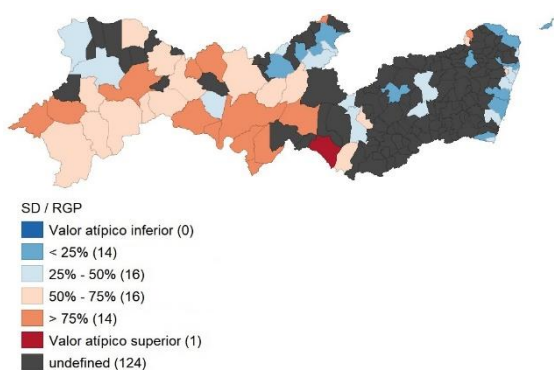 SD / RGP
Valor atípico inferior (0)
< 25% (14)
25% - 50% (16)
50% - 75% (16)
> 75% (14)
Valor atípico superior (1)
undefined (124)